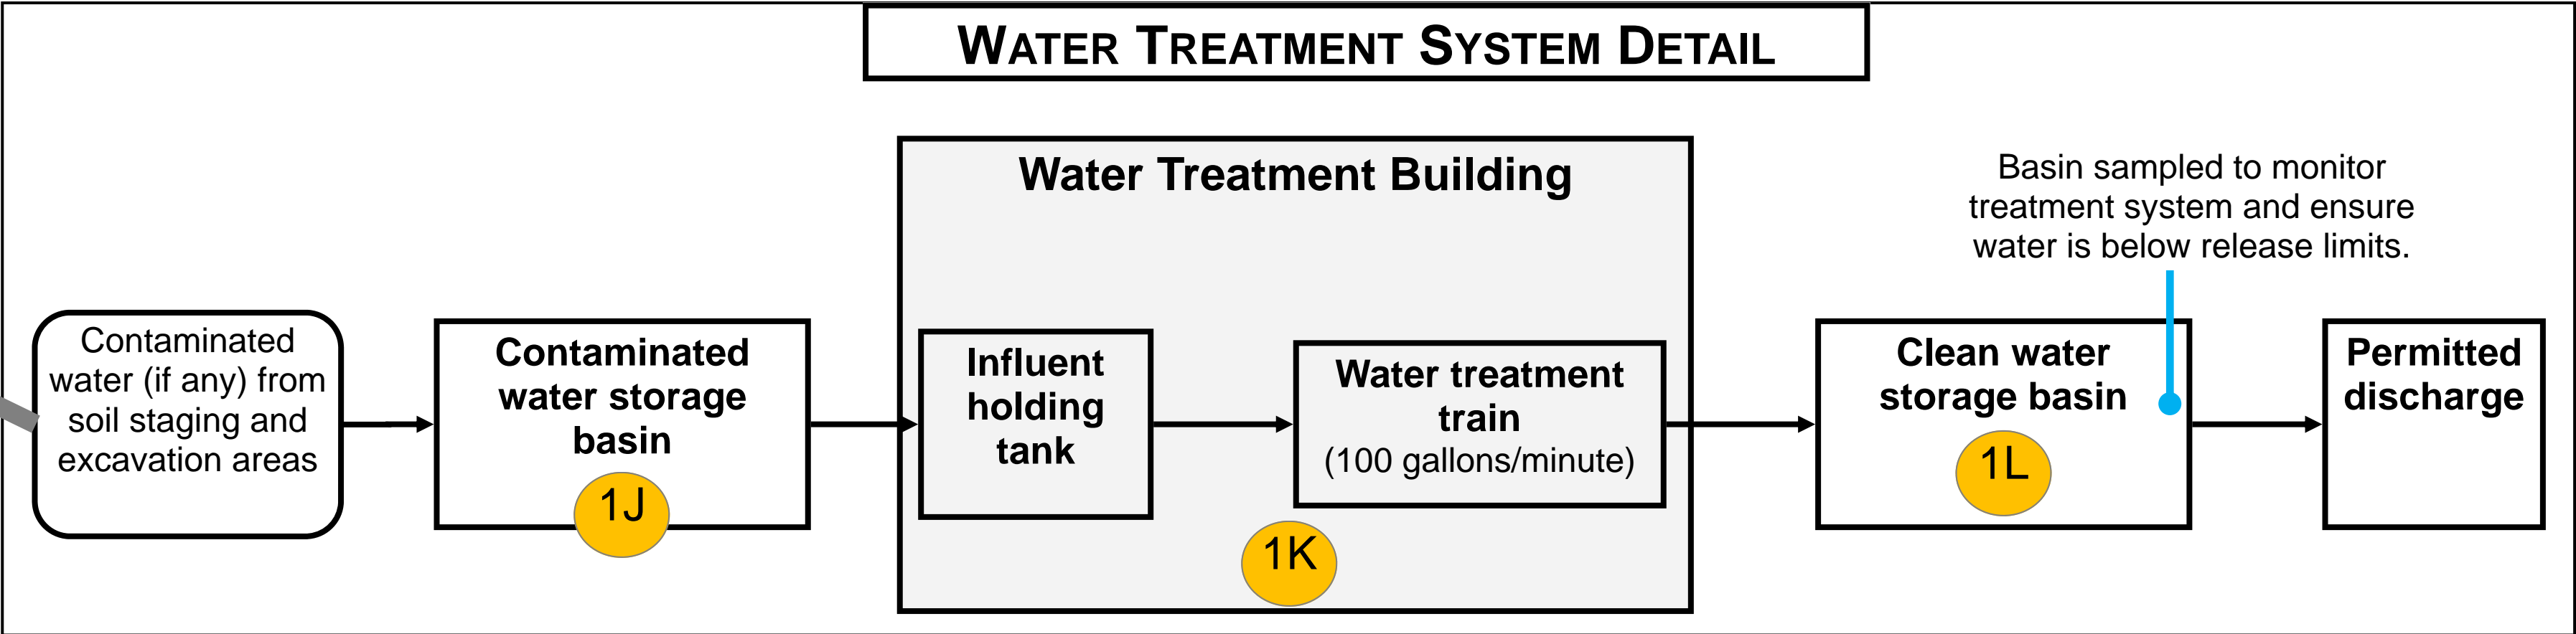 WATER TREATMENT SYSTEM DETAIL
Water Treatment Building
Basin sampled to monitor
treatment system and ensure
water is below release limits.
Contaminated
water (if any) from
soil staging and
excavation areas
Contaminated
water storage
basin
1J
Influent
holding
tank
Water treatment
train
(100 gallons/minute)
1K
Clean water
storage basin
1L
Permitted
discharge